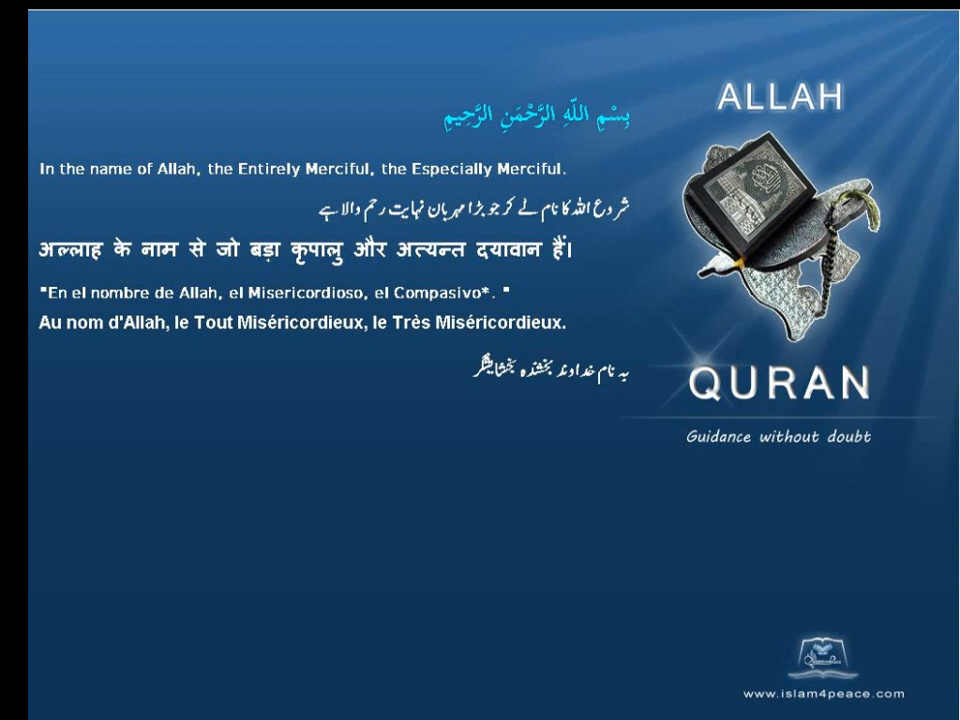 بِسْمِ اللّهِ الرَّحْمَنِ الرَّحِيمِ
In the name of Allah, the Entirely Merciful, the Especially Merciful.
شروع الله کا نام لے کر جو بڑا مہربان نہایت رحم والا ہے
अल्लाह के नाम से जो बड़ा कृपालु और अत्यन्त दयावान हैं।
"En el nombre de Allah, el Misericordioso, el Compasivo*. "
Au nom d'Allah, le Tout Miséricordieux, le Très Miséricordieux.
به نام خداوند بخشنده بخشایشگر
ALLAH
QURAN
Guidance without doubt
www.islam4peace.com